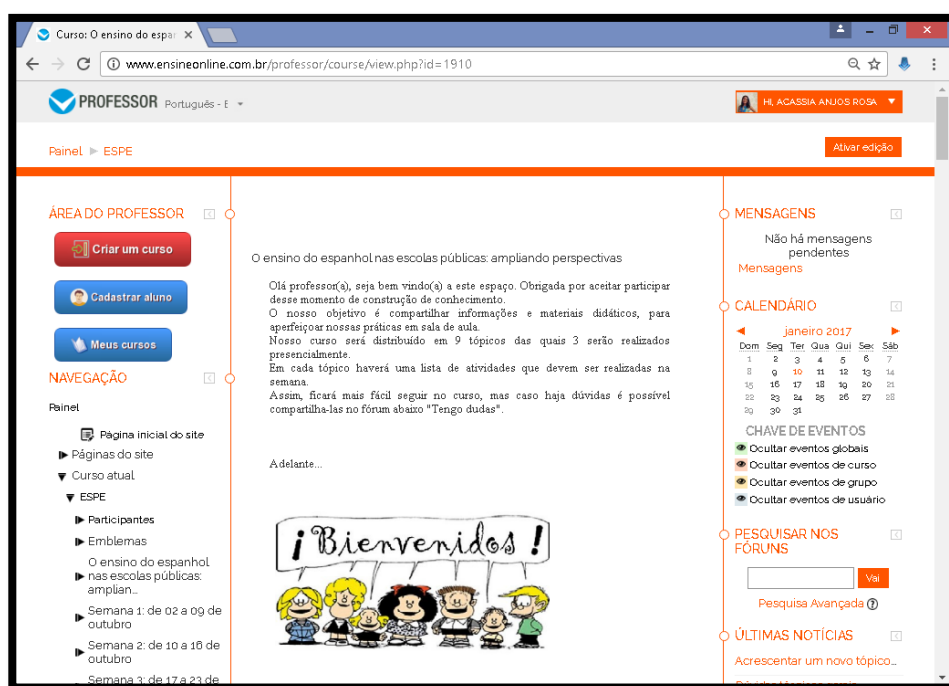 Curso: O ensino do espar
www.ensineonline.com.br/professor/course/view.php?id=1910
PROFESSOR Português - E
HI, ACASSIA ANJOS ROSA
Painel ESPE
Ativar edição
ÁREA DO PROFESSOR
Criar um curso
Cadastrar aluno
Meus cursos
NAVEGAÇÃO
Painel
Página inicial do site
Páginas do site
Curso atual
ESPE
Participantes
Emblemas
O ensino do espanhol
nas escolas públicas:
amplian...
Semana 1: de 02 a 09 de
outubro
Semana 2: de 10 a 16 de
outubro
Semana 3: de 17 a 23 de
O ensino do espanhol nas escolas públicas: ampliando perspectivas
Olá professor(a), seja bem vindo(a) a este espaço. Obrigada por aceitar participar
desse momento de construção de conhecimento.
O nosso objetivo é compartilhar informações e materiais didáticos, para
aperfeiçoar nossas práticas em sala de aula.
Nosso curso será distribuído em 9 tópicos das quais 3 serão realizados
presencialmente.
Em cada tópico haverá uma lista de atividades que devem ser realizadas na
semana.
Assim, ficará mais fácil seguir no curso, mas caso haja dúvidas é possível
compartilha-las no fórum abaixo "Tengo dudas".
Adelante...
¡Bienvenidos!
MENSAGENS
Não há mensagens
pendentes
Mensagens
CALENDÁRIO
janeiro 2017
Dom Seg Ter Qua Qui Sex Sáb
1 2 3 4 5 6 7
8 9 10 11 12 13 14
15 16 17 18 19 20 21
22 23 24 25 26 27 28
29 30 31
CHAVE DE EVENTOS
Ocultar eventos globais
Ocultar eventos de curso
Ocultar eventos de grupo
Ocultar eventos de usuário
PESQUISAR NOS
FÓRUNS
Vai
Pesquisa Avançada
ÚLTIMAS NOTÍCIAS
Acrescentar um novo tópico...